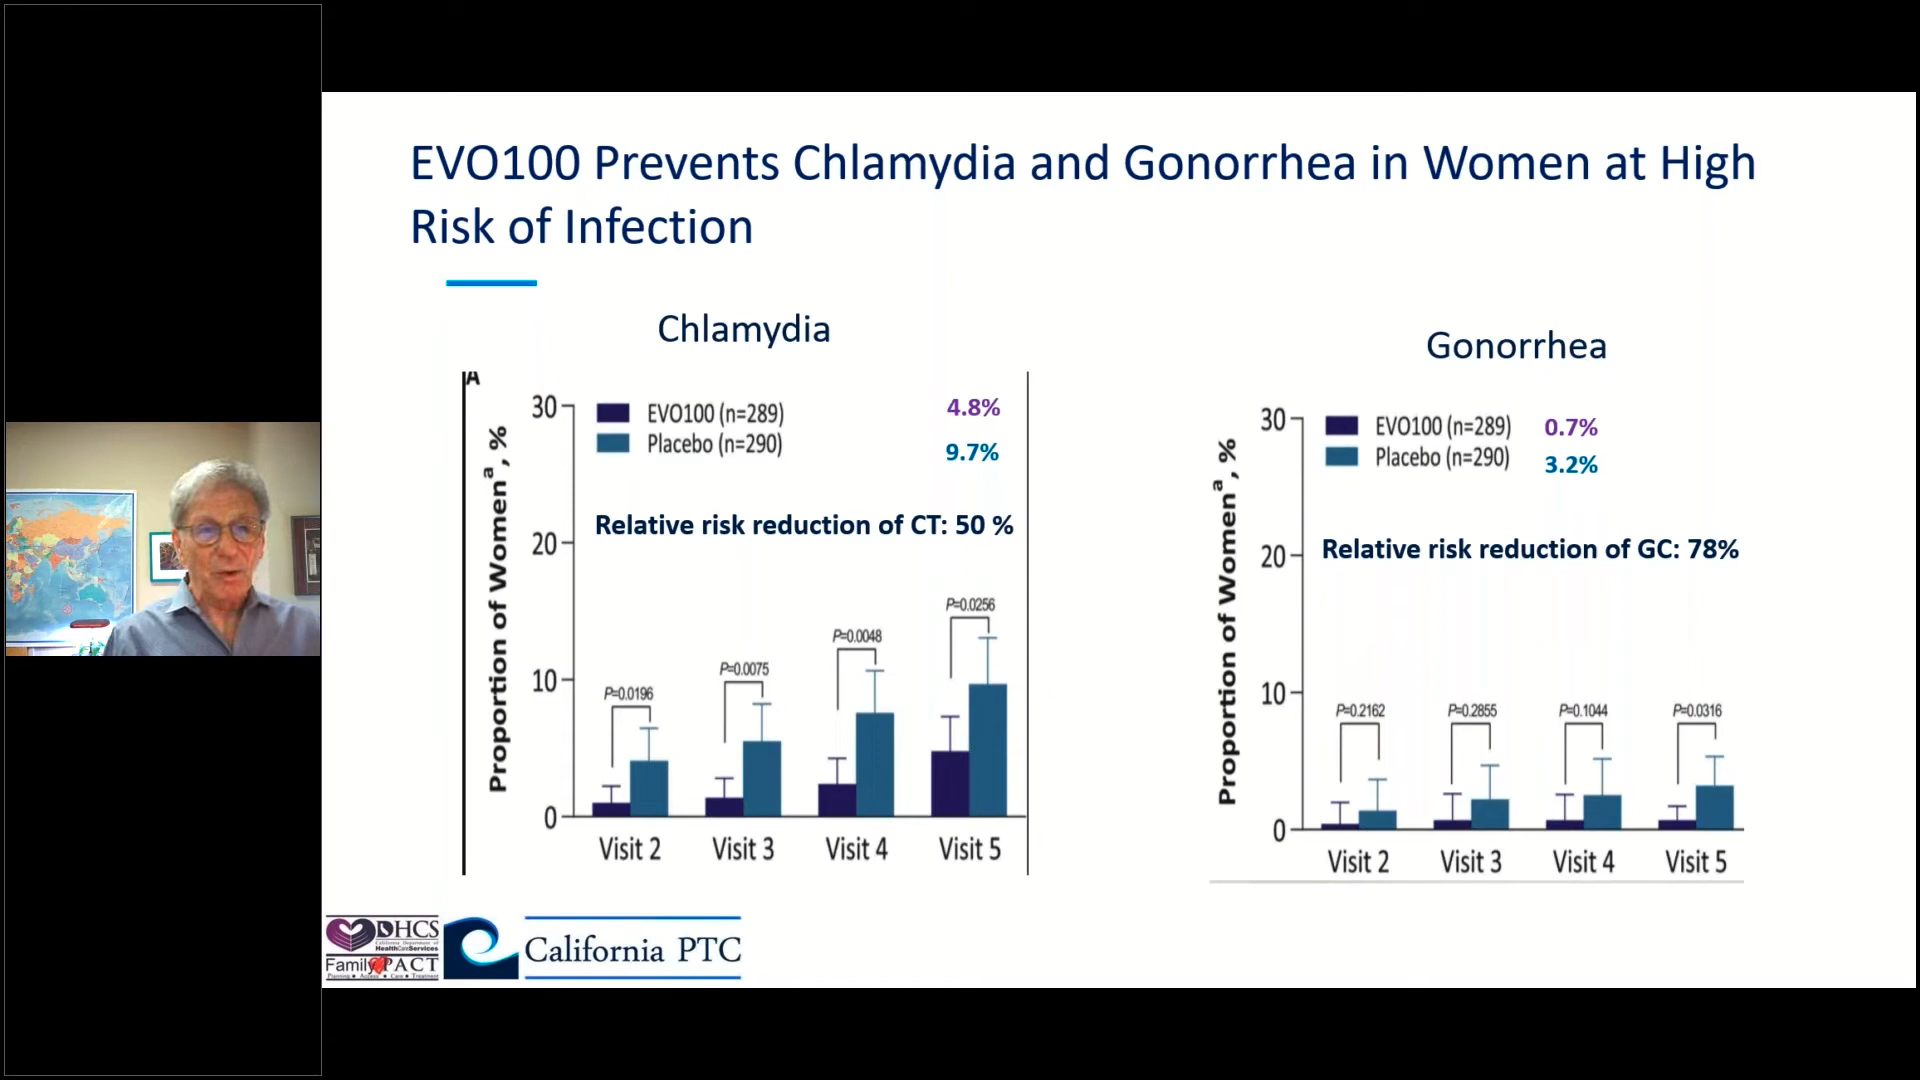 EVO100 Prevents Chlamydia and Gonorrhea in Women at High
Risk of Infection
Chlamydia
A
Proportion of Women^a, %
30
20
10
0
EVO100 (n=289)
4.8%
Placebo (n=290)
9.7%
Relative risk reduction of CT: 50 %
P=0.0196
P=0.0075
P=0.0048
P=0.0256
Visit 2
Visit 3
Visit 4
Visit 5
Gonorrhea
Proportion of Women^a, %
30
20
10
0
EVO100 (n=289)
0.7%
Placebo (n=290)
3.2%
Relative risk reduction of GC: 78%
P=0.2162
P=0.2855
P=0.1044
P=0.0316
Visit 2
Visit 3
Visit 4
Visit 5
DHCS
California Department of
HealthCareServices
Family PACT
Planning • Access • Care • Treatment
California PTC